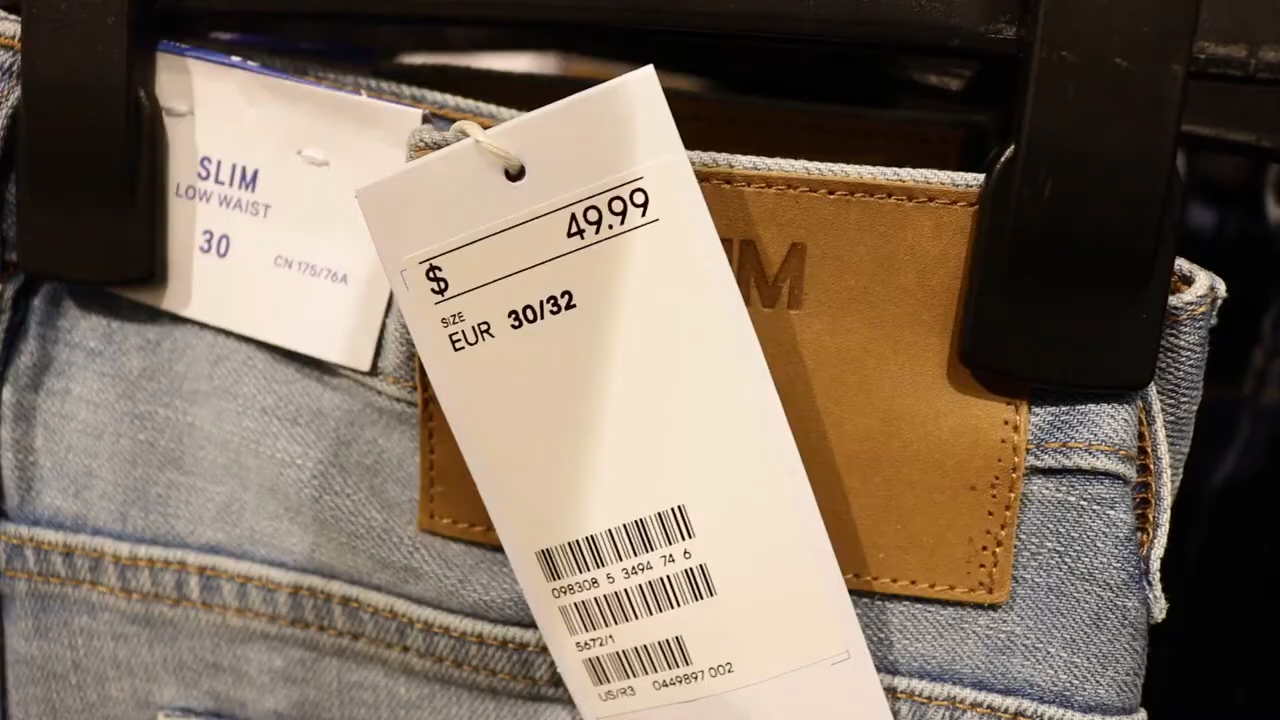 SLIM
LOW WAIST
30
CN 175/76A
$ 49.99
SIZE
EUR 30/32
098308 5 3494 74 6
5672/1
US/R3 0449897 002